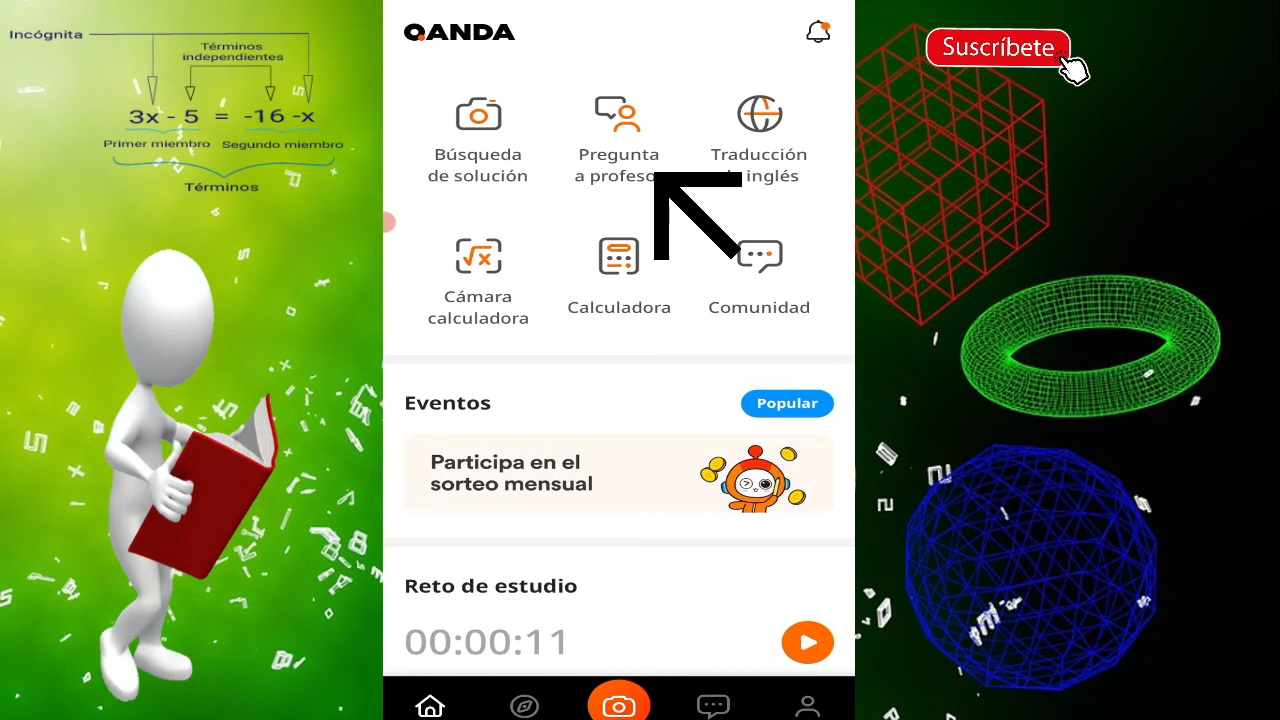 Incógnita
Términos
independientes
3x - 5 = -16 -x
Primer miembro Segundo miembro
Términos
QANDA
Búsqueda
de solución
Pregunta
a profeso
Traducción
inglés
Cámara
calculadora
Calculadora
Comunidad
Eventos
Popular
Participa en el
sorteo mensual
Reto de estudio
00:00:11
Suscríbete